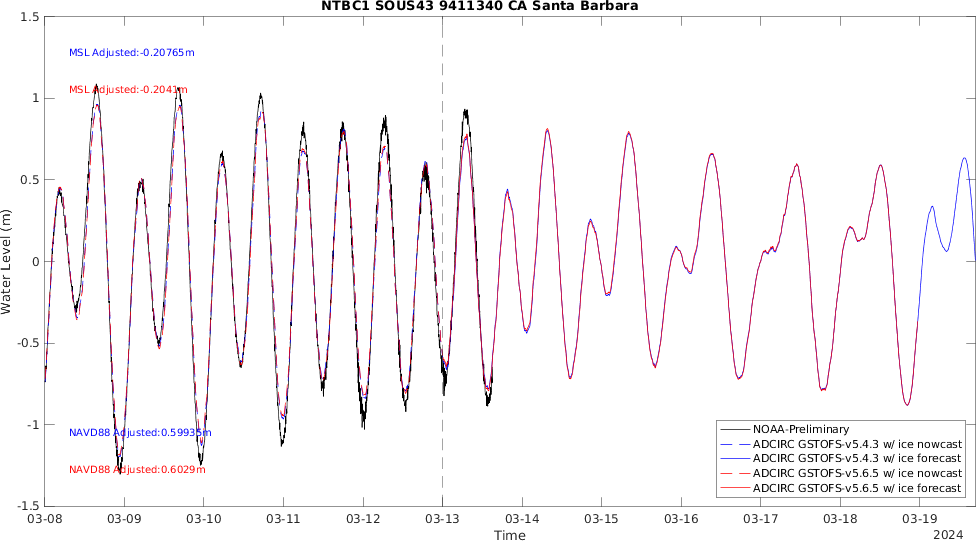 NTBC1 SOUS43 9411340 CA Santa Barbara
1.5
MSL Adjusted:-0.20765m
1
MSL Adjusted:-0.2041m
0.5
Water Level (m)
0
-0.5
-1
NAVD88 Adjusted:0.59935m
NAVD88 Adjusted:0.6029m
NOAA-Preliminary
ADCIRC GSTOFS-v5.4.3 w/ ice nowcast
ADCIRC GSTOFS-v5.4.3 w/ ice forecast
ADCIRC GSTOFS-v5.6.5 w/ ice nowcast
ADCIRC GSTOFS-v5.6.5 w/ ice forecast
-1.5
03-08 03-09 03-10 03-11 03-12 03-13 03-14 03-15 03-16 03-17 03-18 03-19
Time
2024